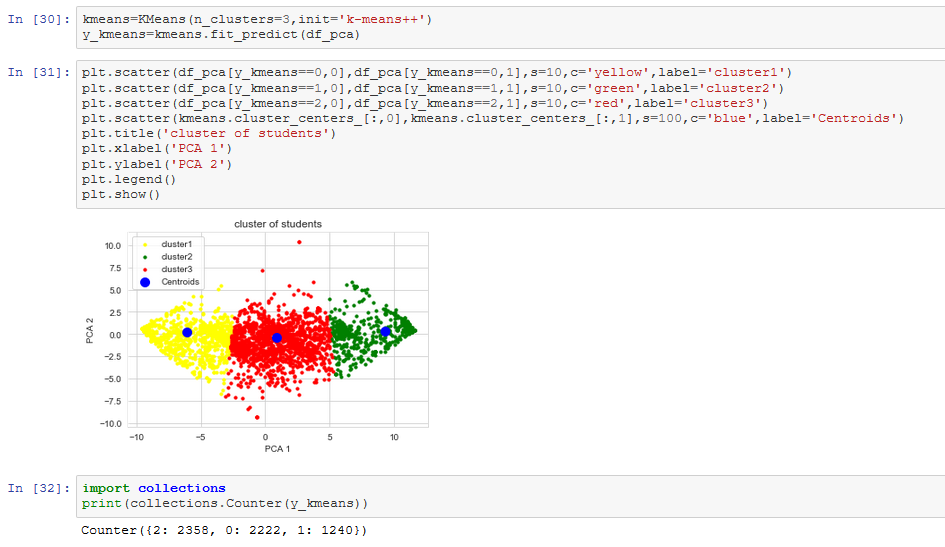 In [30]: kmeans=KMeans(n_clusters=3,init='k-means++')
y_kmeans=kmeans.fit_predict(df_pca)
In [31]: plt.scatter(df_pca[y_kmeans==0,0],df_pca[y_kmeans==0,1],s=10,c='yellow',label='cluster1')
plt.scatter(df_pca[y_kmeans==1,0],df_pca[y_kmeans==1,1],s=10,c='green',label='cluster2')
plt.scatter(df_pca[y_kmeans==2,0],df_pca[y_kmeans==2,1],s=10,c='red',label='cluster3')
plt.scatter(kmeans.cluster_centers_[:,0],kmeans.cluster_centers_[:,1],s=100,c='blue',label='Centroids')
plt.title('cluster of students')
plt.xlabel('PCA 1')
plt.ylabel('PCA 2')
plt.legend()
plt.show()
cluster of students
cluster1
cluster2
cluster3
Centroids
10.0
7.5
5.0
2.5
0.0
−2.5
−5.0
−7.5
−10.0
PCA 2
−10 −5 0 5 10
PCA 1
In [32]: import collections
print(collections.Counter(y_kmeans))
Counter({2: 2358, 0: 2222, 1: 1240})